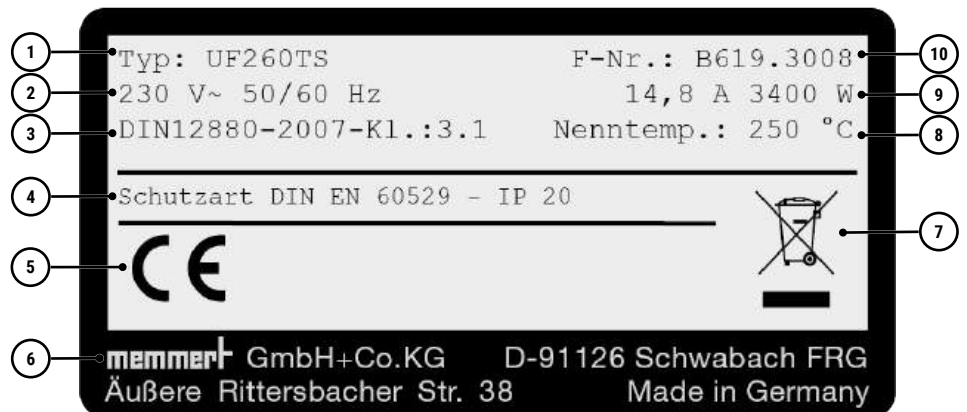 1 Typ: UF260TS F-Nr.: B619.3008 10
2 230 V~ 50/60 Hz 14,8 A 3400 W 9
3 DIN12880-2007-Kl.:3.1 Nenntemp.: 250 °C 8
4 Schutzart DIN EN 60529 - IP 20
7
5 CE
6 memmert GmbH+Co.KG D-91126 Schwabach FRG
Äußere Rittersbacher Str. 38 Made in Germany